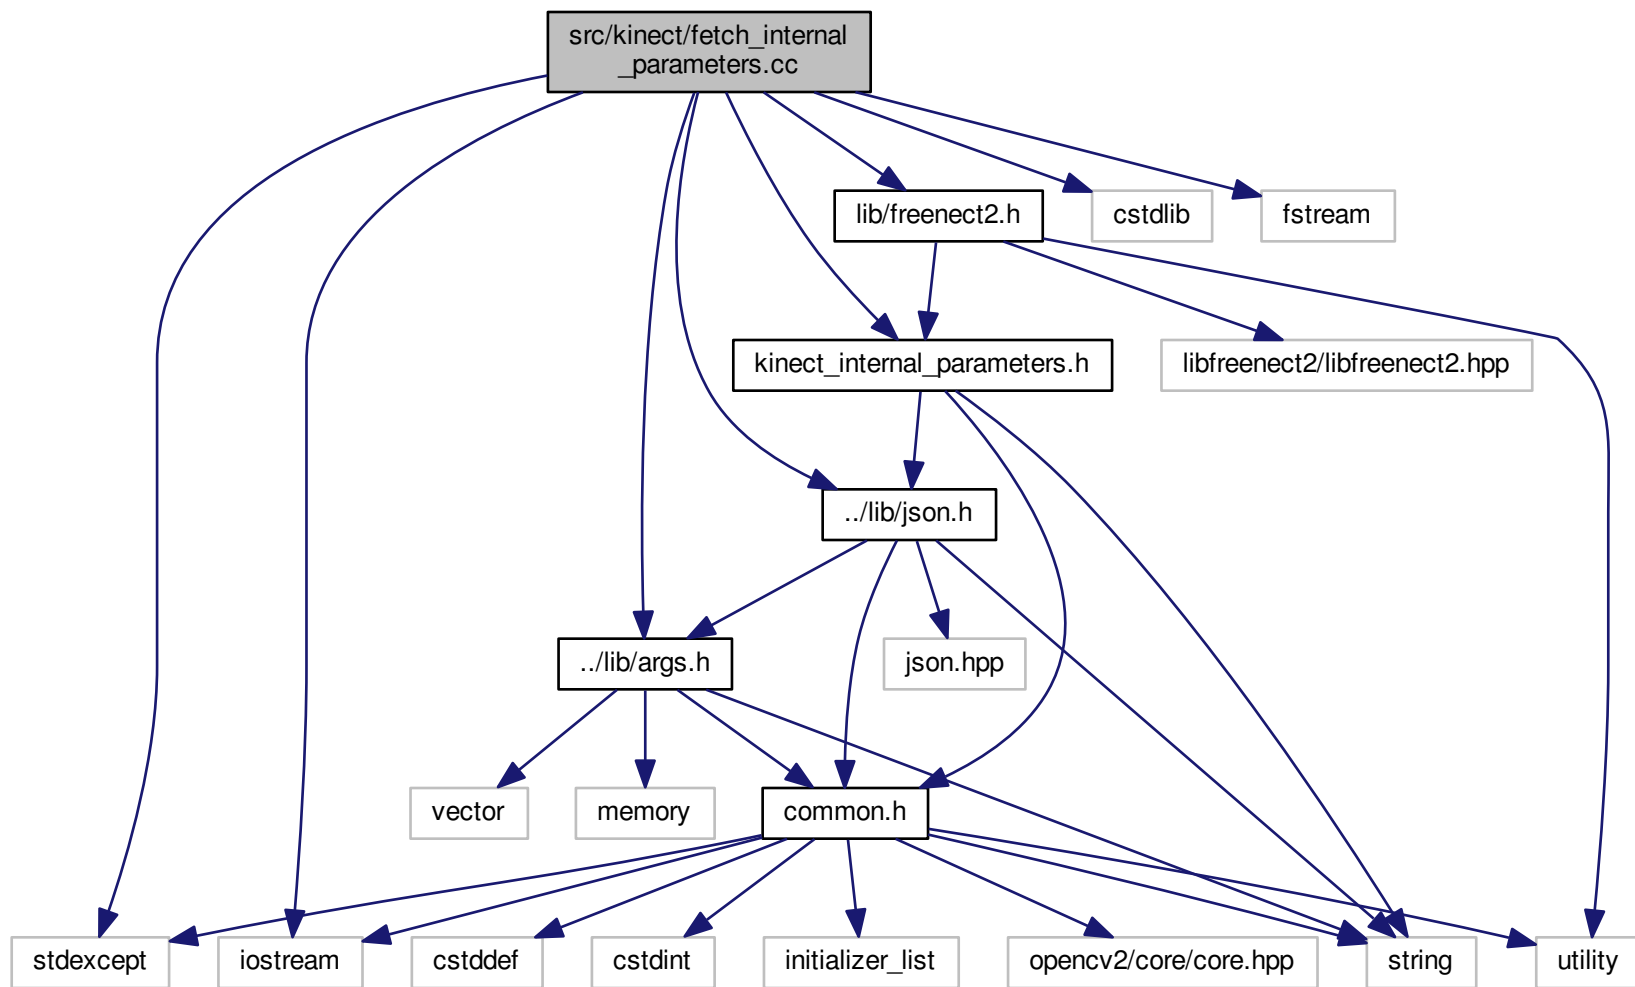 src/kinect/fetch_internal
_parameters.cc
lib/freenect2.h
cstdlib
fstream
kinect_internal_parameters.h
libfreenect2/libfreenect2.hpp
../lib/json.h
../lib/args.h
json.hpp
vector
memory
common.h
stdexcept
iostream
cstddef
cstdint
initializer_list
opencv2/core/core.hpp
string
utility